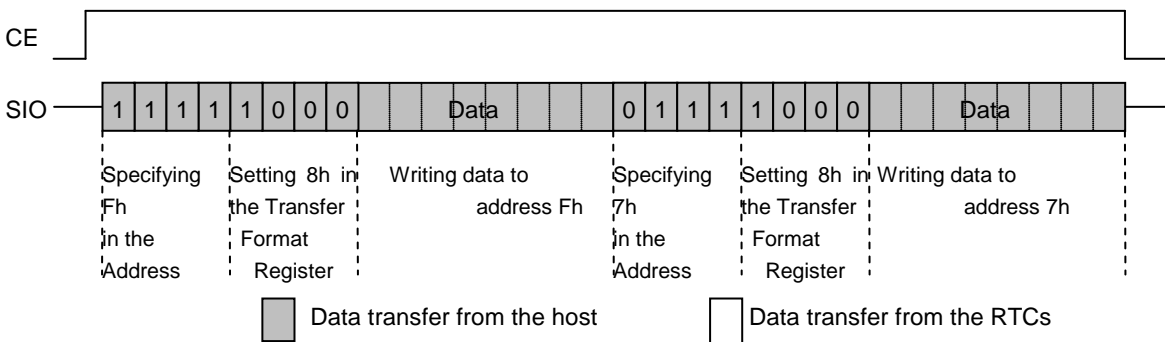 CE
SIO 1 1 1 1 1 0 0 0 Data 0 1 1 1 1 0 0 0 Data
Specifying Setting 8h in Writing data to Specifying Setting 8h in Writing data to
Fh the Transfer address Fh 7h the Transfer address 7h
in the Format in the Format
Address Register Address Register
Data transfer from the host Data transfer from the RTCs